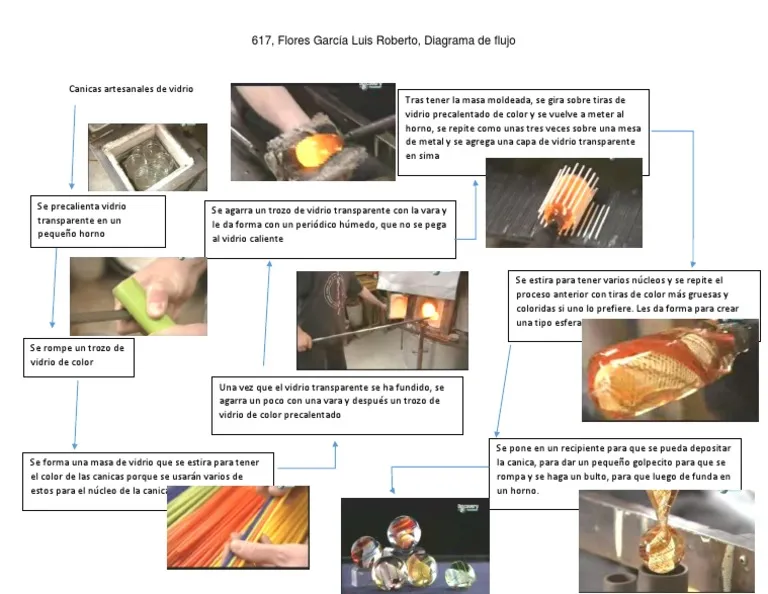 617, Flores García Luis Roberto, Diagrama de flujo
Canicas artesanales de vidrio
Se precalienta vidrio
transparente en un
pequeño horno
Se rompe un trozo de
vidrio de color
Se forma una masa de vidrio que se estira para tener
el color de las canicas porque se usarán varios de
estos para el núcleo de la canica
Una vez que el vidrio transparente se ha fundido, se
agarra un poco con una vara y después un trozo de
vidrio de color precalentado
Se agarra un trozo de vidrio transparente con la vara y
le da forma con un periódico húmedo, que no se pega
al vidrio caliente
Tras tener la masa moldeada, se gira sobre tiras de
vidrio precalentado de color y se vuelve a meter al
horno, se repite como unas tres veces sobre una mesa
de metal y se agrega una capa de vidrio transparente
en sima
Se estira para tener varios núcleos y se repite el
proceso anterior con tiras de color más gruesas y
coloridas si uno lo prefiere. Les da forma para crear
una tipo esfera
Se pone en un recipiente para que se pueda depositar
la canica, para dar un pequeño golpecito para que se
rompa y se haga un bulto, para que luego de funda en
un horno.
Discovery